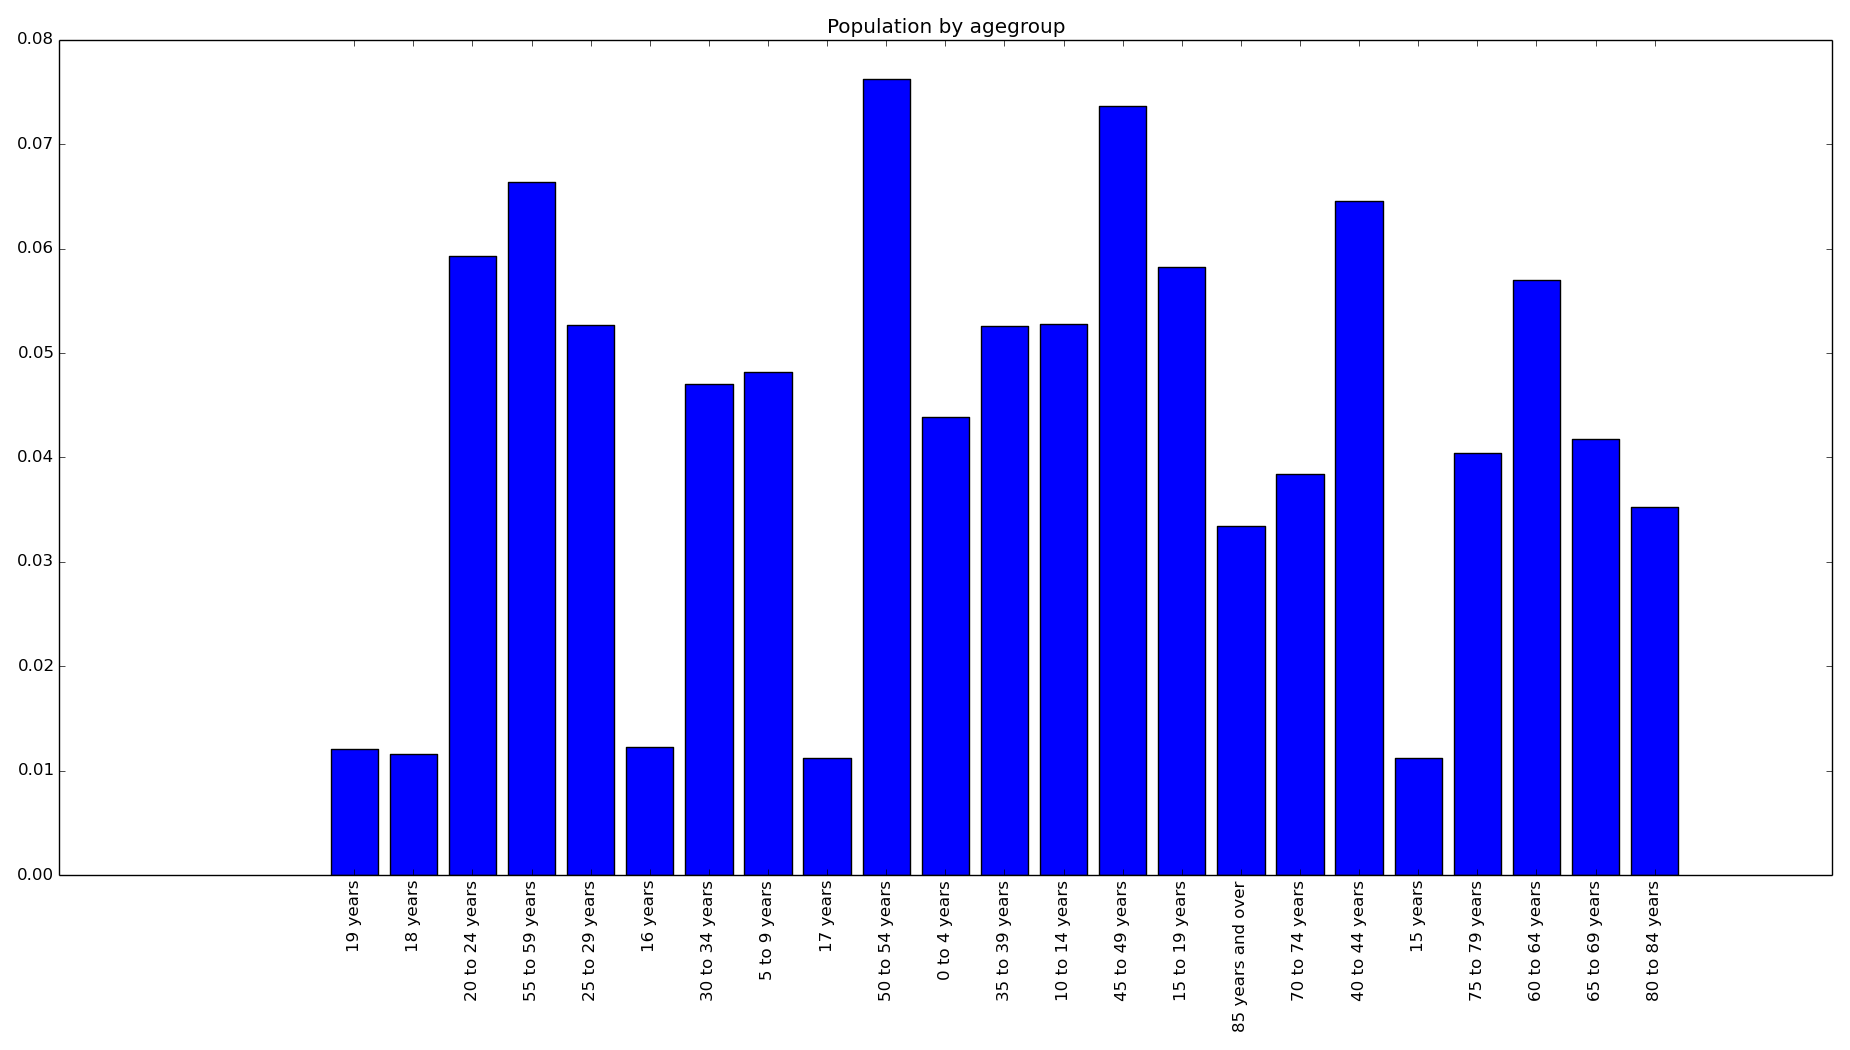 Population by agegroup
0.08
0.07
0.06
0.05
0.04
0.03
0.02
0.01
0.00
19 years
18 years
20 to 24 years
55 to 59 years
25 to 29 years
16 years
30 to 34 years
5 to 9 years
17 years
50 to 54 years
0 to 4 years
35 to 39 years
10 to 14 years
45 to 49 years
15 to 19 years
85 years and over
70 to 74 years
40 to 44 years
15 years
75 to 79 years
60 to 64 years
65 to 69 years
80 to 84 years